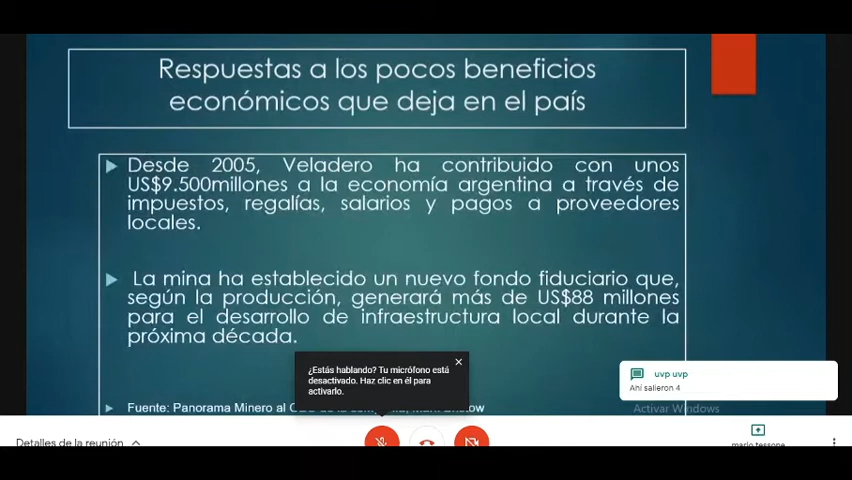 Respuestas a los pocos beneficios
económicos que deja en el país
Desde 2005, Veladero ha contribuido con unos
US$9.500millones a la economía argentina a través de
impuestos, regalías, salarios y pagos a proveedores
locales.
La mina ha establecido un nuevo fondo fiduciario que,
según la producción, generará más de US$88 millones
para el desarrollo de infraestructura local durante la
próxima década.
¿Estás hablando? Tu micrófono está
desactivado. Haz clic en él para
activarlo.
uvp uvp
Ahí salieron 4
Fuente: Panorama Minero al
Activar Windows
Detalles de la reunión
mario tessone